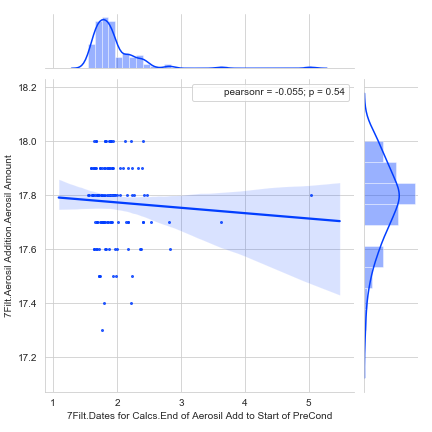 pearsonr = -0.055; p = 0.54
18.2
18.0
17.8
17.6
17.4
17.2
7Filt.Aerosil Addition.Aerosil Amount
1 2 3 4 5
7Filt.Dates for Calcs.End of Aerosil Add to Start of PreCond